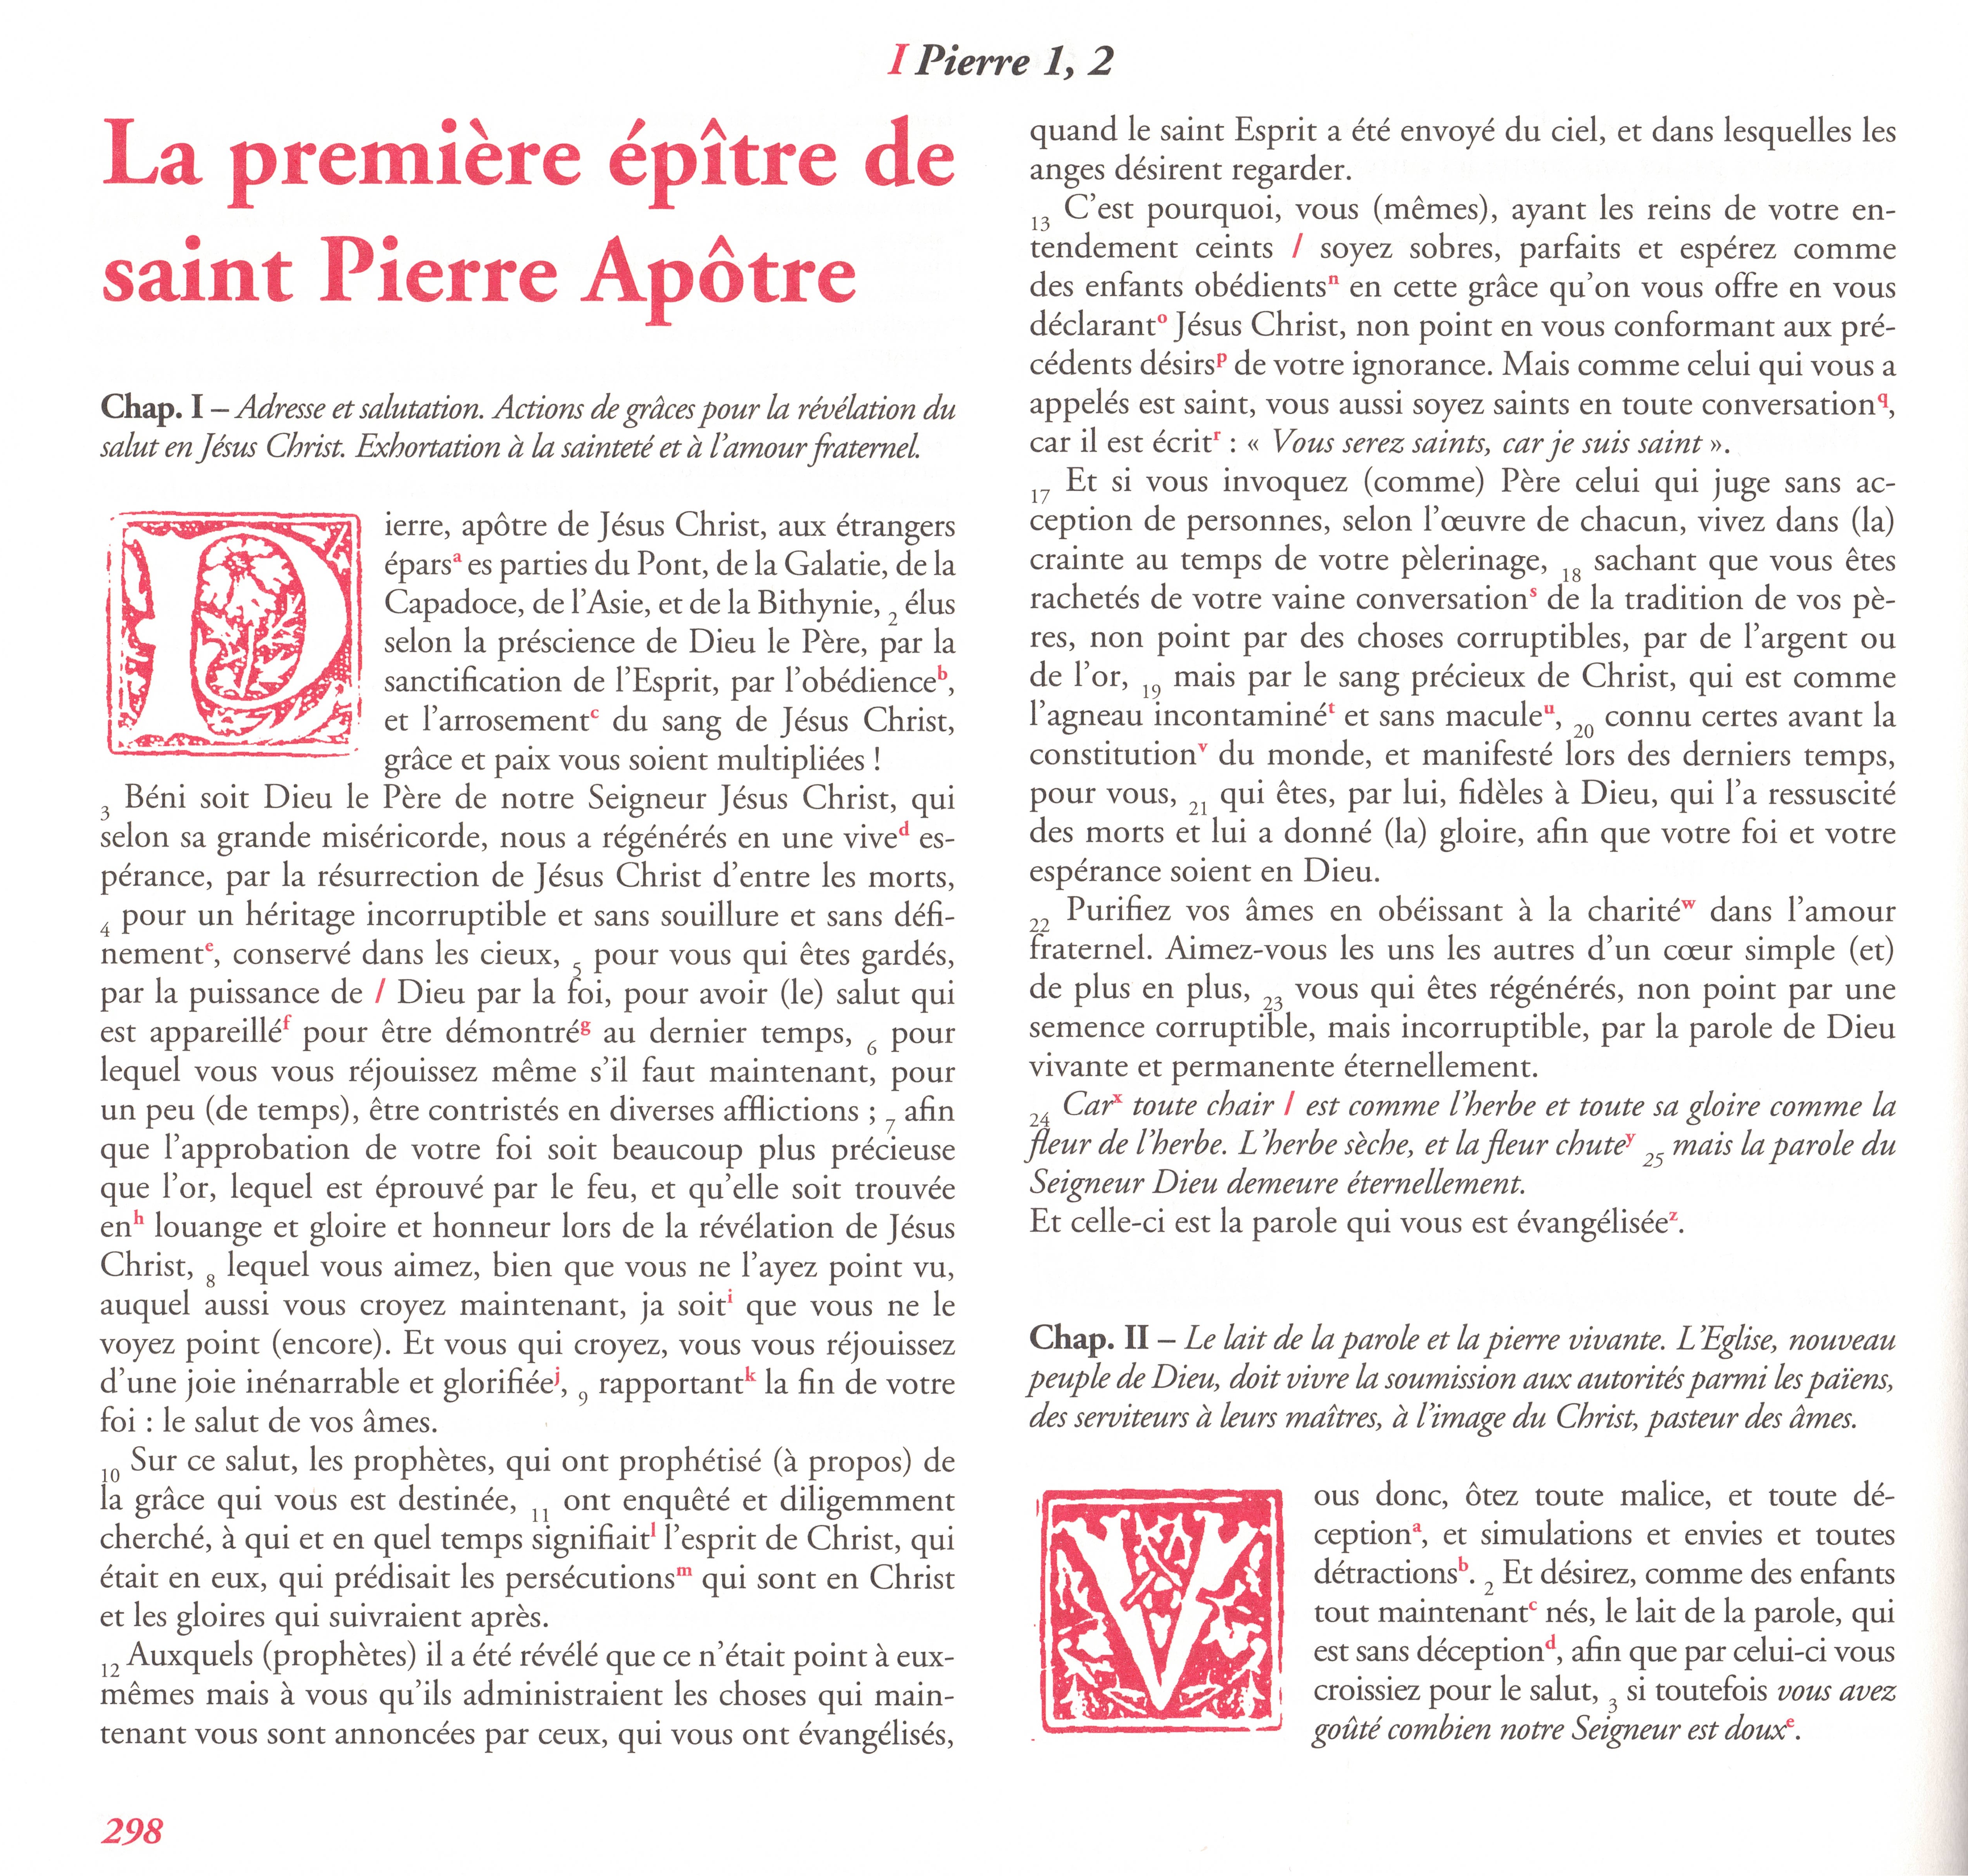 I Pierre 1, 2
La première épître de
saint Pierre Apôtre
Chap. I – Adresse et salutation. Actions de grâces pour la révélation du
salut en Jésus Christ. Exhortation à la sainteté et à l'amour fraternel.
Dierre, apôtre de Jésus Christ, aux étrangers
épars^a es parties du Pont, de la Galatie, de la
Capadoce, de l'Asie, et de la Bithynie, 2 élus
selon la préscience de Dieu le Père, par la
sanctification de l'Esprit, par l'obédience^b,
et l'arrosement^c du sang de Jésus Christ,
grâce et paix vous soient multipliées !
3 Béni soit Dieu le Père de notre Seigneur Jésus Christ, qui
selon sa grande miséricorde, nous a régénérés en une vive^d es-
pérance, par la résurrection de Jésus Christ d'entre les morts,
4 pour un héritage incorruptible et sans souillure et sans défi-
nement^e, conservé dans les cieux, 5 pour vous qui êtes gardés,
par la puissance de / Dieu par la foi, pour avoir (le) salut qui
est appareillé^f pour être démontré^g au dernier temps, 6 pour
lequel vous vous réjouissez même s'il faut maintenant, pour
un peu (de temps), être contristés en diverses afflictions ; 7 afin
que l'approbation de votre foi soit beaucoup plus précieuse
que l'or, lequel est éprouvé par le feu, et qu'elle soit trouvée
en^h louange et gloire et honneur lors de la révélation de Jésus
Christ, 8 lequel vous aimez, bien que vous ne l'ayez point vu,
auquel aussi vous croyez maintenant, ja soit^i que vous ne le
voyez point (encore). Et vous qui croyez, vous vous réjouissez
d'une joie inénarrable et glorifiée^j, 9 rapportant^k la fin de votre
foi : le salut de vos âmes.
10 Sur ce salut, les prophètes, qui ont prophétisé (à propos) de
la grâce qui vous est destinée, 11 ont enquêté et diligemment
cherché, à qui et en quel temps signifiait^l l'esprit de Christ, qui
était en eux, qui prédisait les persécutions^m qui sont en Christ
et les gloires qui suivraient après.
12 Auxquels (prophètes) il a été révélé que ce n'était point à eux-
mêmes mais à vous qu'ils administraient les choses qui main-
tenant vous sont annoncées par ceux, qui vous ont évangélisés,
quand le saint Esprit a été envoyé du ciel, et dans lesquelles les
anges désirent regarder.
13 C'est pourquoi, vous (mêmes), ayant les reins de votre en-
tendement ceints / soyez sobres, parfaits et espérez comme
des enfants obédients^n en cette grâce qu'on vous offre en vous
déclarant^o Jésus Christ, non point en vous conformant aux pré-
cédents désirs^p de votre ignorance. Mais comme celui qui vous a
appelés est saint, vous aussi soyez saints en toute conversation^q,
car il est écrit^r : « Vous serez saints, car je suis saint ».
17 Et si vous invoquez (comme) Père celui qui juge sans ac-
ception de personnes, selon l'œuvre de chacun, vivez dans (la)
crainte au temps de votre pèlerinage, 18 sachant que vous êtes
rachetés de votre vaine conversation^s de la tradition de vos pè-
res, non point par des choses corruptibles, par de l'argent ou
de l'or, 19 mais par le sang précieux de Christ, qui est comme
l'agneau incontaminé^t et sans macule^u, 20 connu certes avant la
constitution^v du monde, et manifesté lors des derniers temps,
pour vous, 21 qui êtes, par lui, fidèles à Dieu, qui l'a ressuscité
des morts et lui a donné (la) gloire, afin que votre foi et votre
espérance soient en Dieu.
22 Purifiez vos âmes en obéissant à la charité^w dans l'amour
fraternel. Aimez-vous les uns les autres d'un cœur simple (et)
de plus en plus, 23 vous qui êtes régénérés, non point par une
semence corruptible, mais incorruptible, par la parole de Dieu
vivante et permanente éternellement.
24 Car^x toute chair / est comme l'herbe et toute sa gloire comme la
fleur de l'herbe. L'herbe sèche, et la fleur chute^y 25 mais la parole du
Seigneur Dieu demeure éternellement.
Et celle-ci est la parole qui vous est évangélisée^z.
Chap. II – Le lait de la parole et la pierre vivante. L'Eglise, nouveau
peuple de Dieu, doit vivre la soumission aux autorités parmi les païens,
des serviteurs à leurs maîtres, à l'image du Christ, pasteur des âmes.
Vous donc, ôtez toute malice, et toute dé-
ception^a, et simulations et envies et toutes
détractions^b. 2 Et désirez, comme des enfants
tout maintenant^c nés, le lait de la parole, qui
est sans déception^d, afin que par celui-ci vous
croissiez pour le salut, 3 si toutefois vous avez
goûté combien notre Seigneur est doux^e.
298